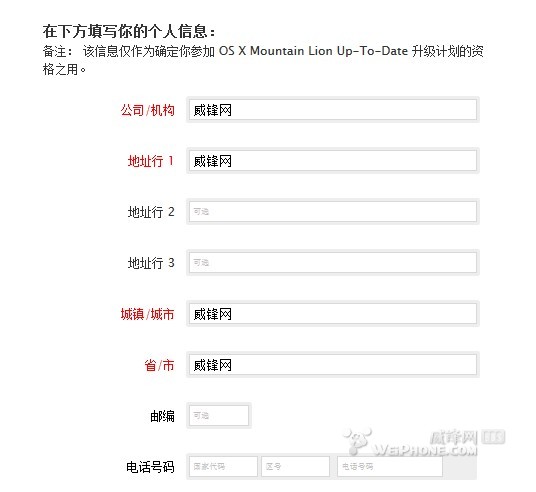 在下方填写你的个人信息：
备注： 该信息仅作为确定你参加 OS X Mountain Lion Up-To-Date 升级计划的资
格之用。
公司/机构 威锋网
地址行 1 威锋网
地址行 2 可选
地址行 3 可选
城镇/城市 威锋网
省/市 威锋网
邮编 可选
电话号码 国家代码 区号 电话号码
威锋网
WEIPHONE.COM